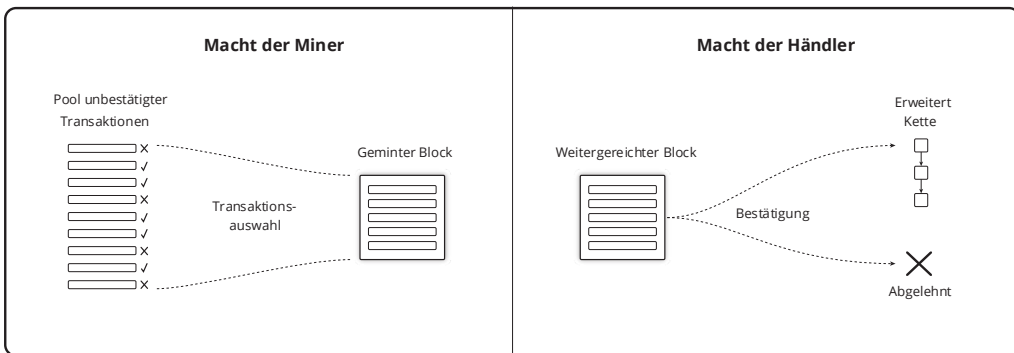 Macht der Miner
Pool unbestätigter
Transaktionen
Transaktions-
auswahl
Geminter Block
Macht der Händler
Weitergereichter Block
Bestätigung
Erweitert
Kette
Abgelehnt